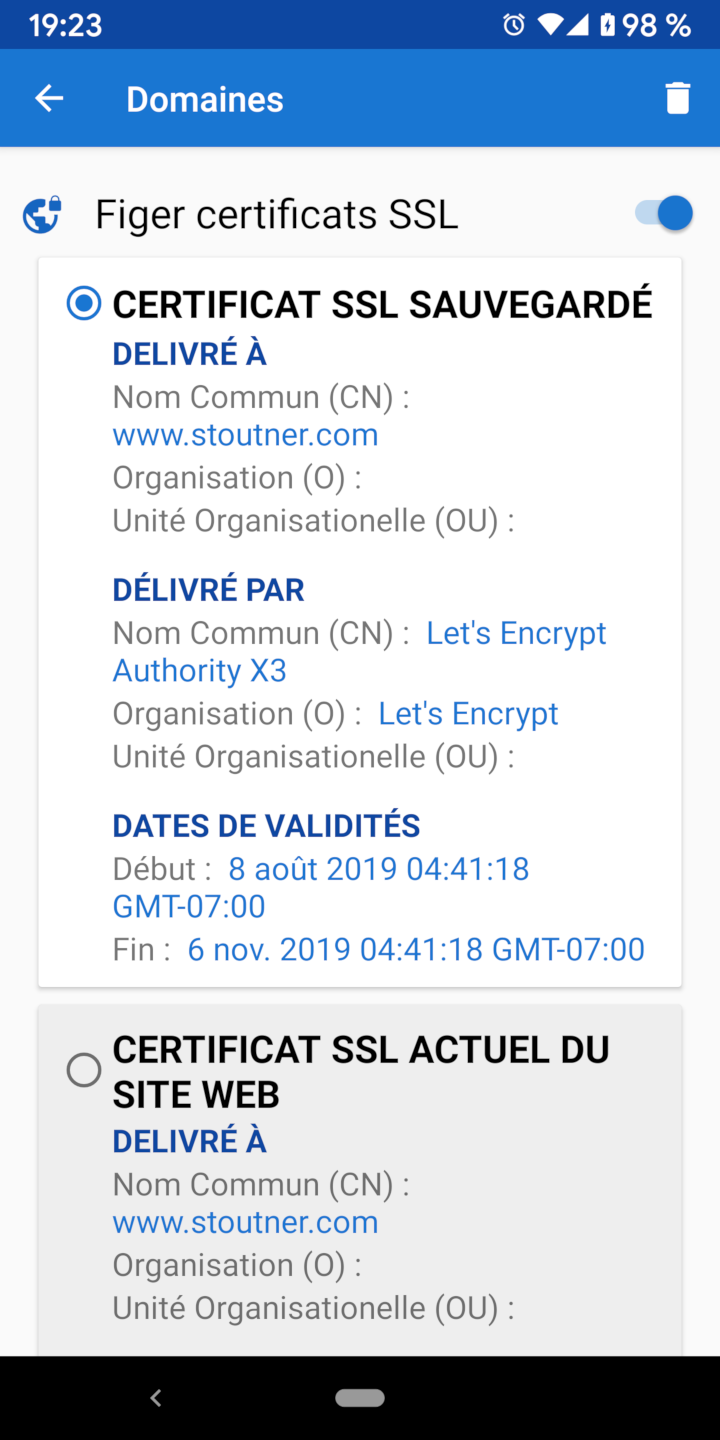 19:23
98 %
Domaines
Figer certificats SSL
CERTIFICAT SSL SAUVEGARDÉ
DELIVRÉ À
Nom Commun (CN) :
www.stoutner.com
Organisation (O) :
Unité Organisationelle (OU) :
DÉLIVRÉ PAR
Nom Commun (CN) : Let's Encrypt
Authority X3
Organisation (O) : Let's Encrypt
Unité Organisationelle (OU) :
DATES DE VALIDITÉS
Début : 8 août 2019 04:41:18
GMT-07:00
Fin : 6 nov. 2019 04:41:18 GMT-07:00
CERTIFICAT SSL ACTUEL DU
SITE WEB
DELIVRÉ À
Nom Commun (CN) :
www.stoutner.com
Organisation (O) :
Unité Organisationelle (OU) :